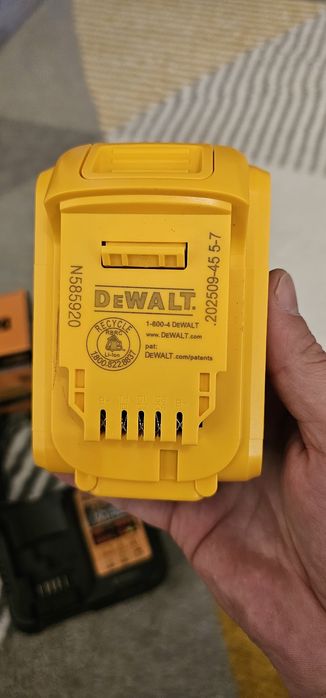 N585920
.202509-45 5-7
DEWALT
RECYCLE
RBRC
Li-Ion
1.800.822.8837
1-800-4 DEWALT
www.DEWALT.com
pat:
DEWALT.com/patents